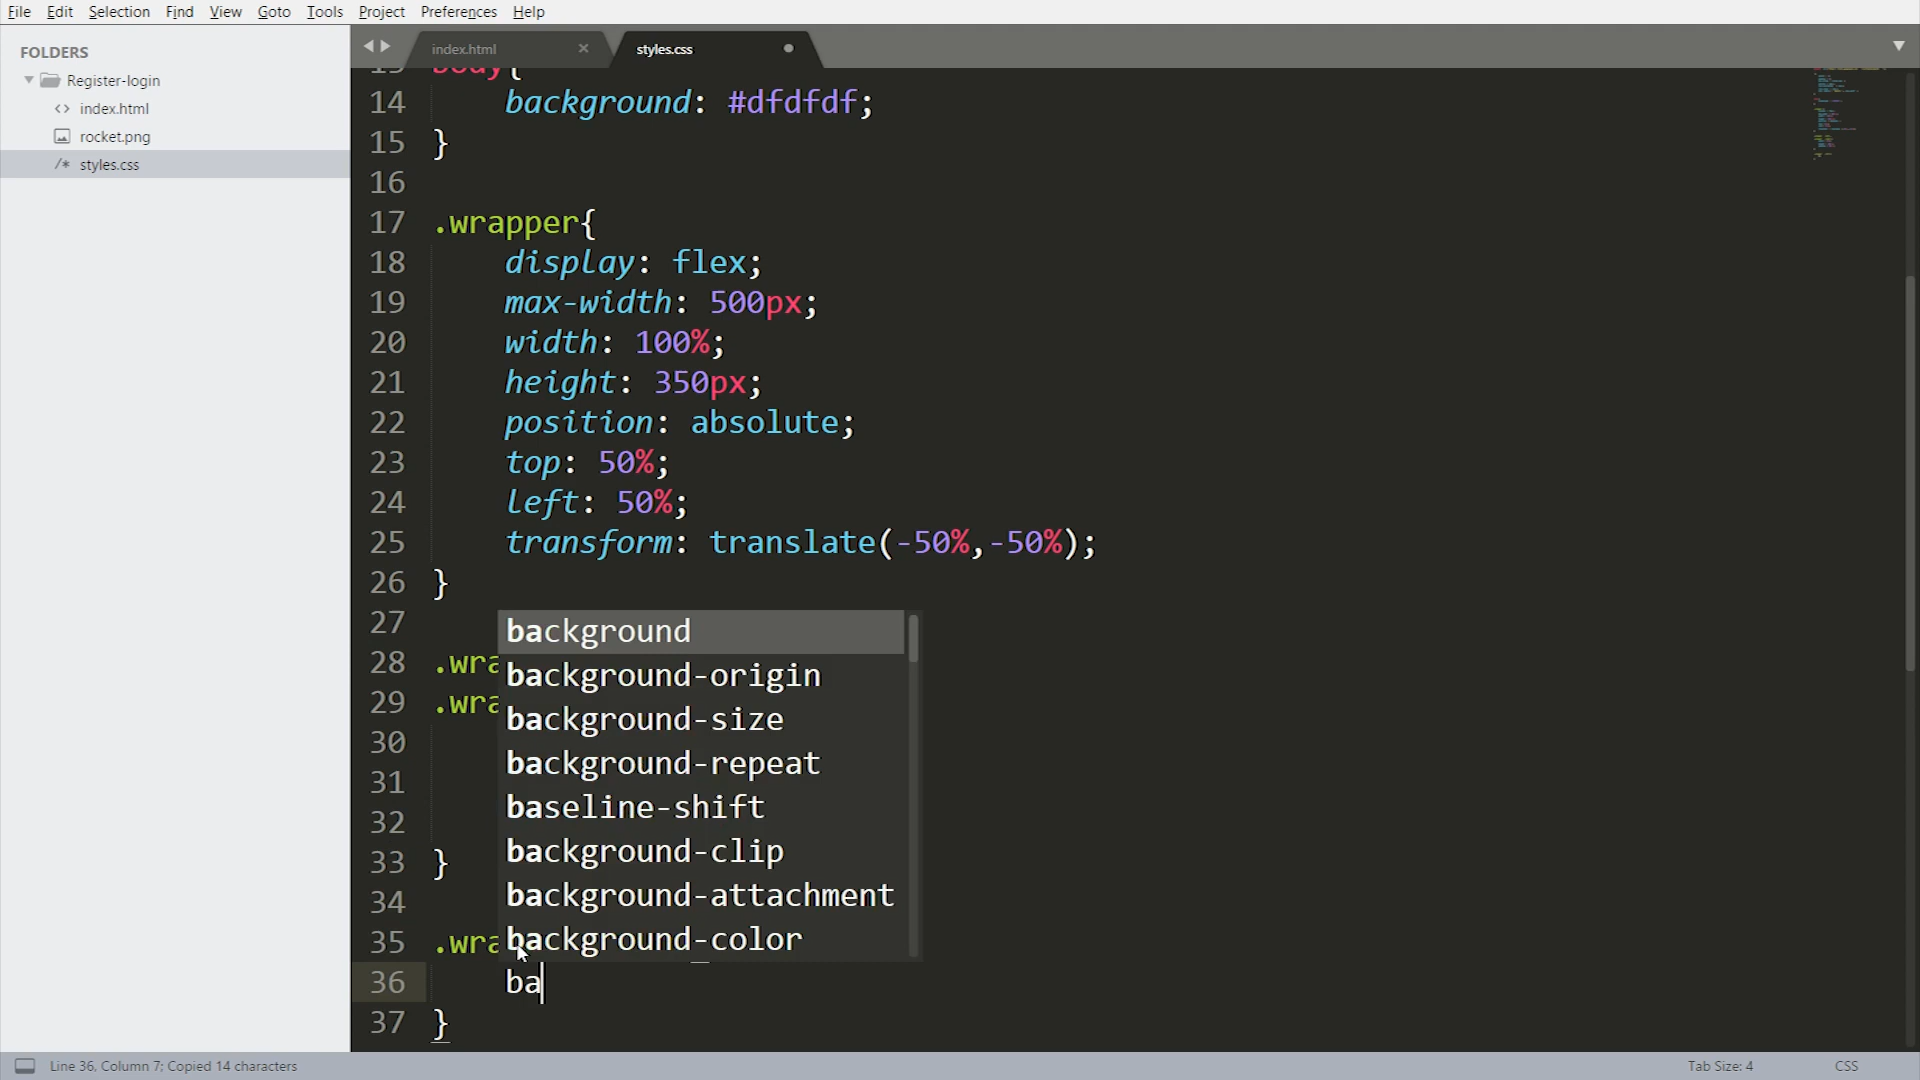 File Edit Selection Find View Goto Tools Project Preferences Help
FOLDERS
Register-login
<> index.html
rocket.png
/* styles.css
index.html ×
styles.css
13 body{
14 background: #dfdfdf;
15 }
16
17 .wrapper{
18 display: flex;
19 max-width: 500px;
20 width: 100%;
21 height: 350px;
22 position: absolute;
23 top: 50%;
24 left: 50%;
25 transform: translate(-50%,-50%);
26 }
27
28 .wra
29 .wra
30
31
32
33 }
34
35 .wra
36 ba
37 }
background
background-origin
background-size
background-repeat
baseline-shift
background-clip
background-attachment
background-color
Line 36, Column 7; Copied 14 characters
Tab Size: 4
CSS